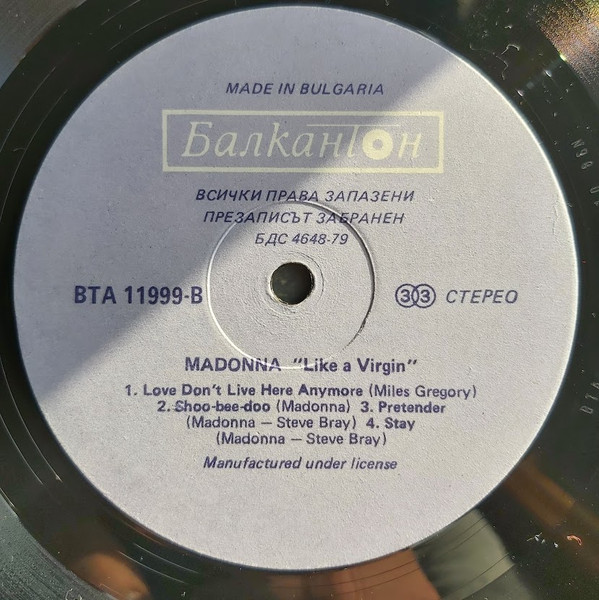 MADE IN BULGARIA
Балкантон
ВСИЧКИ ПРАВА ЗАПАЗЕНИ
ПРЕЗАПИСЪТ ЗАБРАНЕН
БДС 4648-79
BTA 11999-B
33 СТЕРЕО
MADONNA "Like a Virgin"
1. Love Don't Live Here Anymore (Miles Gregory)
2. Shoo-bee-doo (Madonna) 3. Pretender
(Madonna — Steve Bray) 4. Stay
(Madonna — Steve Bray)
Manufactured under license